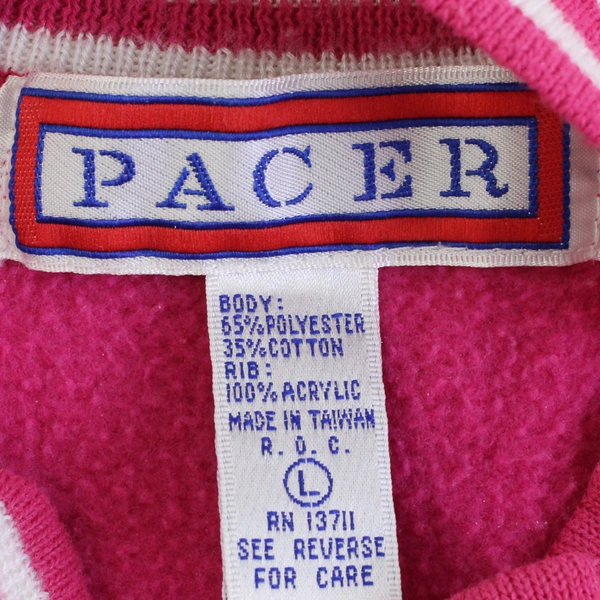 PACER
BODY:
65%POLYESTER
35%COTTON
RIB:
100%ACRYLIC
MADE IN TAIWAN
R. O. C.
L
RN 13711
SEE REVERSE
FOR CARE